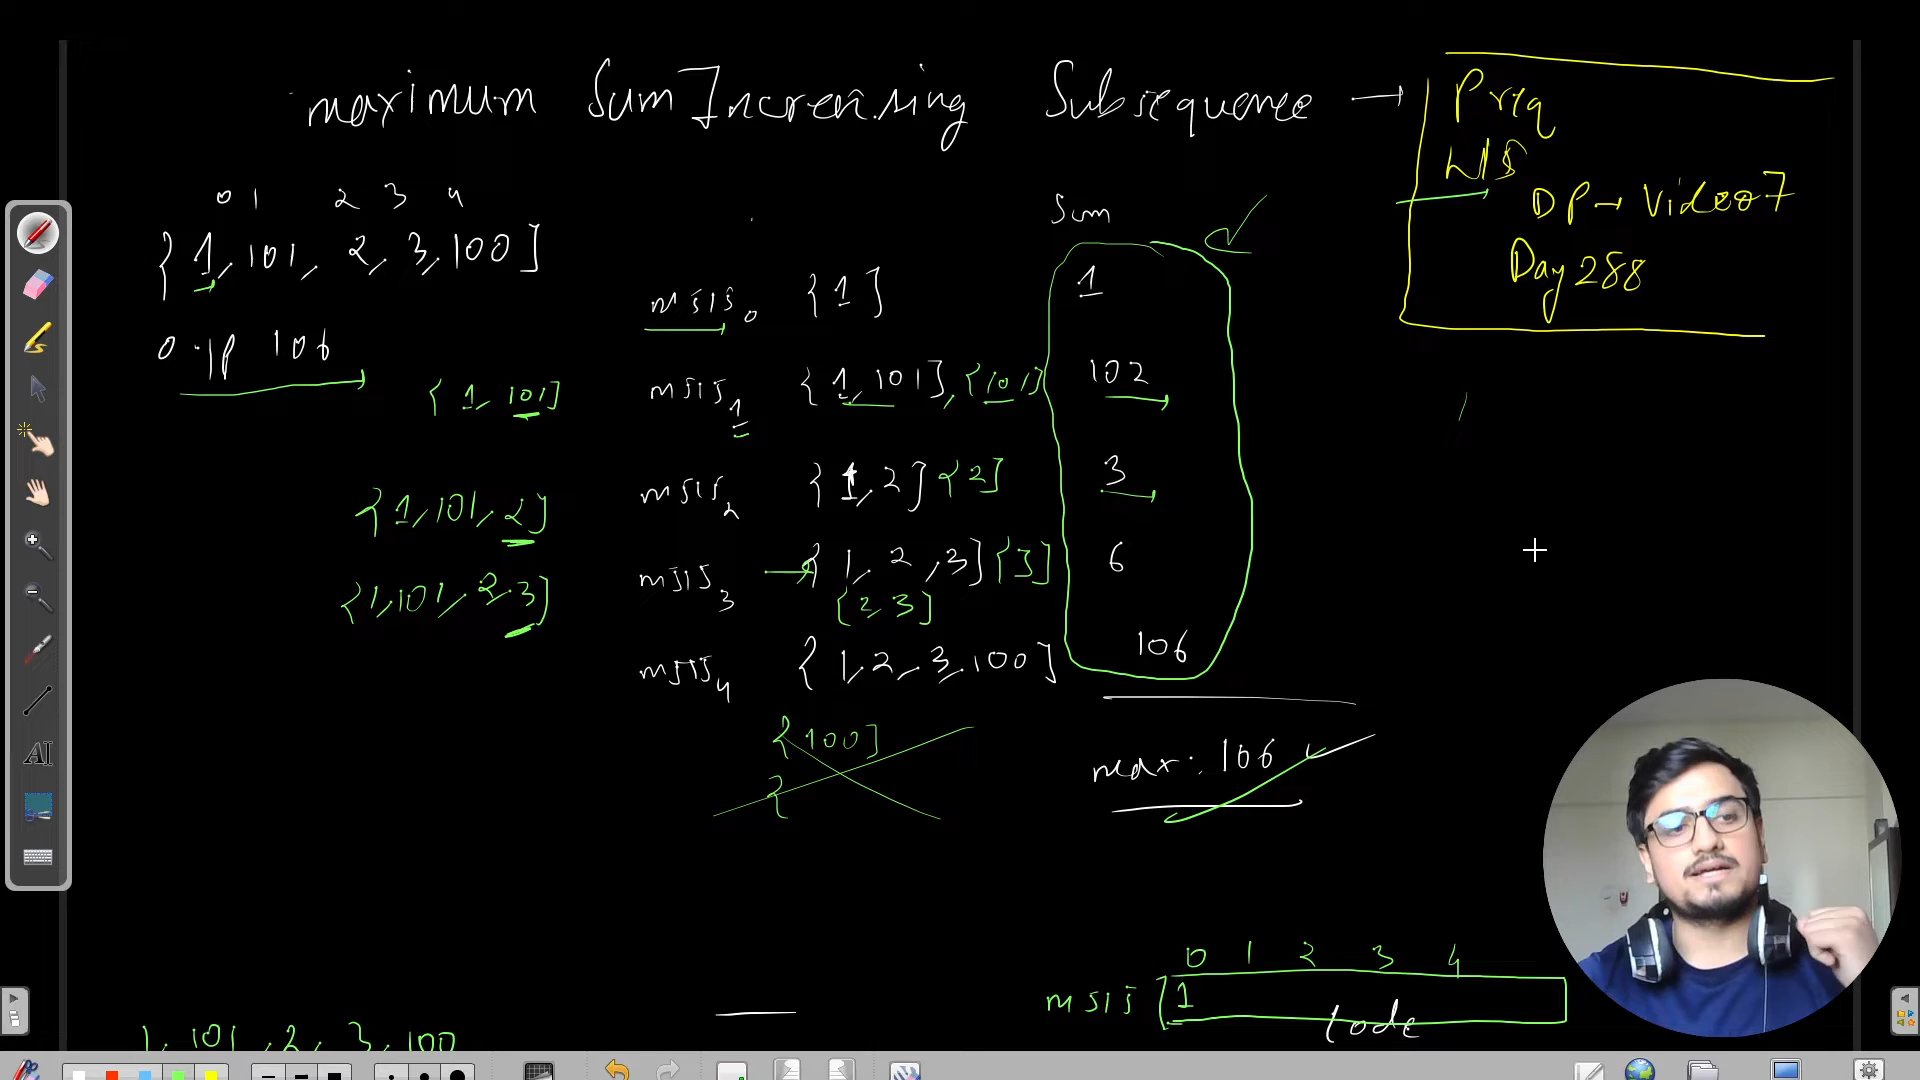 maximum Sum Increasing Subsequence →
Preq
LIS
DP → Video 7
Day 288
0 1 2 3 4
{ 1, 101, 2, 3, 100 }
o.p 106
sum
msis0 { 1 } 1
{ 1, 101 } msis1 { 1, 101 }, { 101 } 102
{ 1, 101, 2 } msis2 { 1, 2 } { 2 } 3
{ 1, 101, 2, 3 } msis3 → { 1, 2, 3 } { 3 } 6
{ 2, 3 }
msis4 { 1, 2, 3, 100 } 106
{ 100 }
{
max: 106
0 1 2 3 4
msis [ 1
Code
1, 101, 2, 3, 100
AI